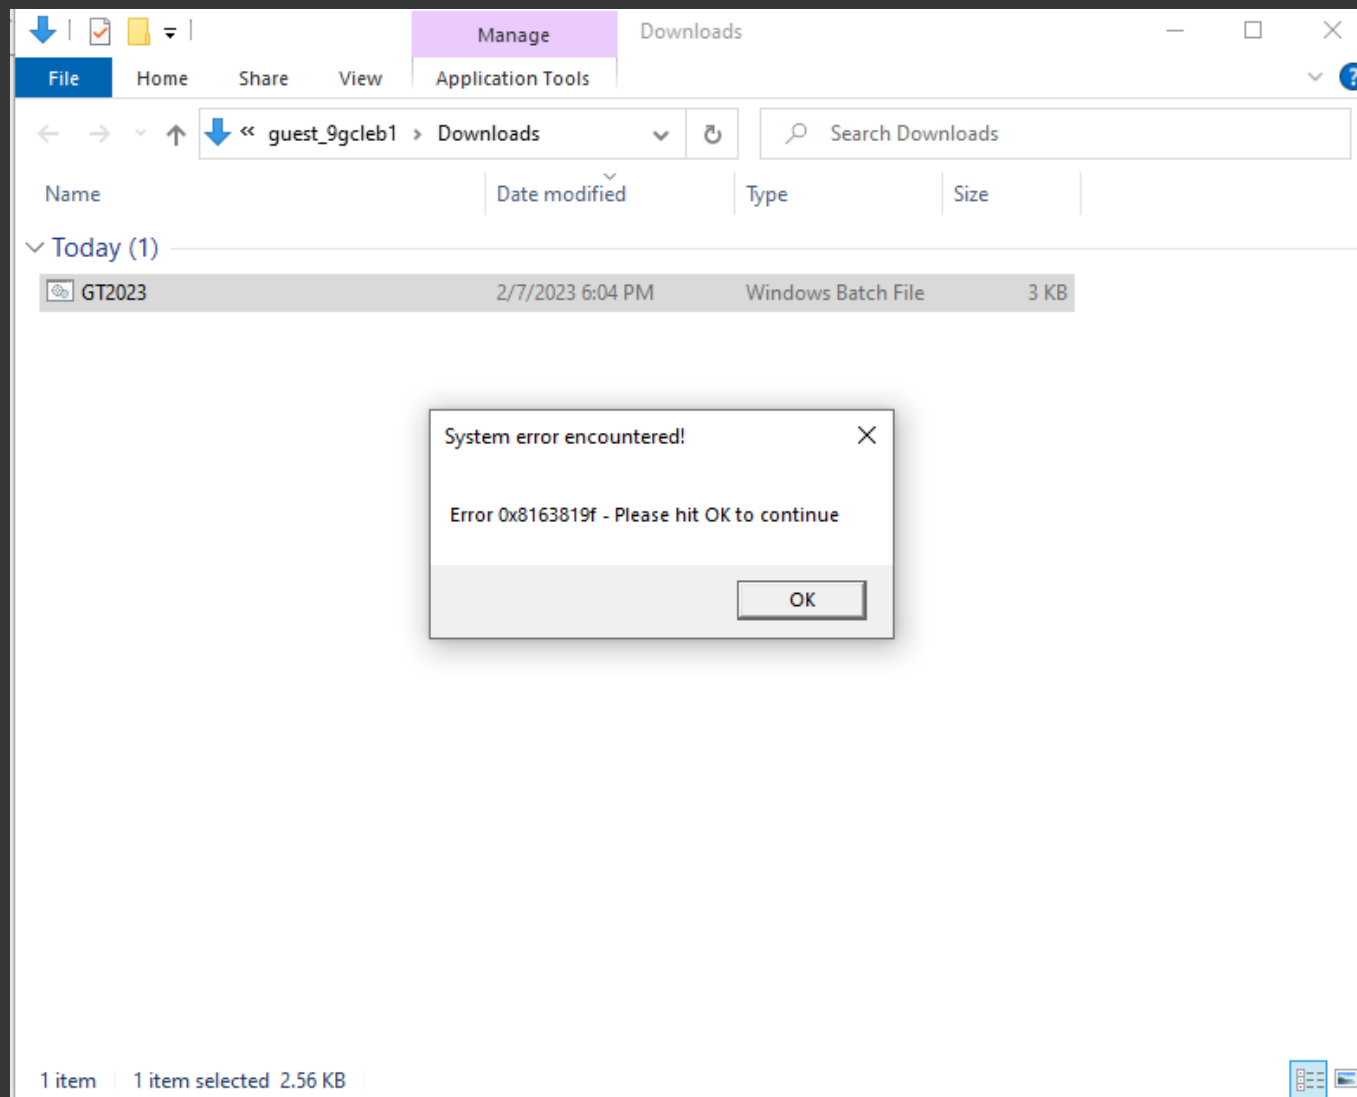 Manage
Downloads
File Home Share View Application Tools
?
« guest_9gcleb1 > Downloads
Search Downloads
Name Date modified Type Size
Today (1)
GT2023 2/7/2023 6:04 PM Windows Batch File 3 KB
System error encountered!
Error 0x8163819f - Please hit OK to continue
OK
1 item 1 item selected 2.56 KB